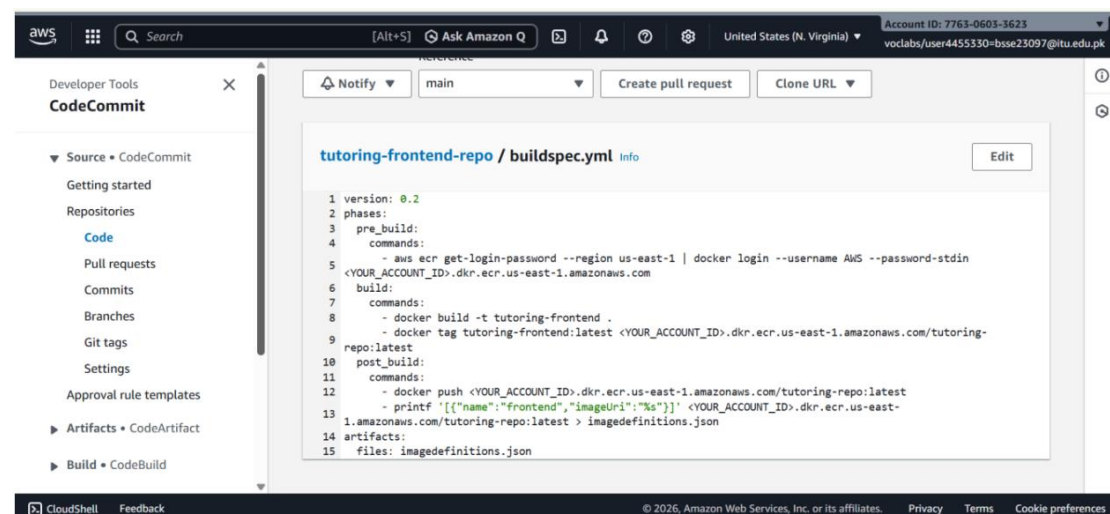 aws
Search
[Alt+S]
Ask Amazon Q
United States (N. Virginia)
Account ID: 7763-0603-3623
voclabs/user4455330=bsse23097@itu.edu.pk
Developer Tools
CodeCommit
Source • CodeCommit
Getting started
Repositories
Code
Pull requests
Commits
Branches
Git tags
Settings
Approval rule templates
Artifacts • CodeArtifact
Build • CodeBuild
Reference
Notify
main
Create pull request
Clone URL
tutoring-frontend-repo / buildspec.yml Info
Edit
1 version: 0.2
2 phases:
3 pre_build:
4 commands:
5 - aws ecr get-login-password --region us-east-1 | docker login --username AWS --password-stdin
<YOUR_ACCOUNT_ID>.dkr.ecr.us-east-1.amazonaws.com
6 build:
7 commands:
8 - docker build -t tutoring-frontend .
9 - docker tag tutoring-frontend:latest <YOUR_ACCOUNT_ID>.dkr.ecr.us-east-1.amazonaws.com/tutoring-
repo:latest
10 post_build:
11 commands:
12 - docker push <YOUR_ACCOUNT_ID>.dkr.ecr.us-east-1.amazonaws.com/tutoring-repo:latest
13 - printf '[{"name":"frontend","imageUri":"%s"}]' <YOUR_ACCOUNT_ID>.dkr.ecr.us-east-
1.amazonaws.com/tutoring-repo:latest > imagedefinitions.json
14 artifacts:
15 files: imagedefinitions.json
CloudShell
Feedback
© 2026, Amazon Web Services, Inc. or its affiliates.
Privacy
Terms
Cookie preferences